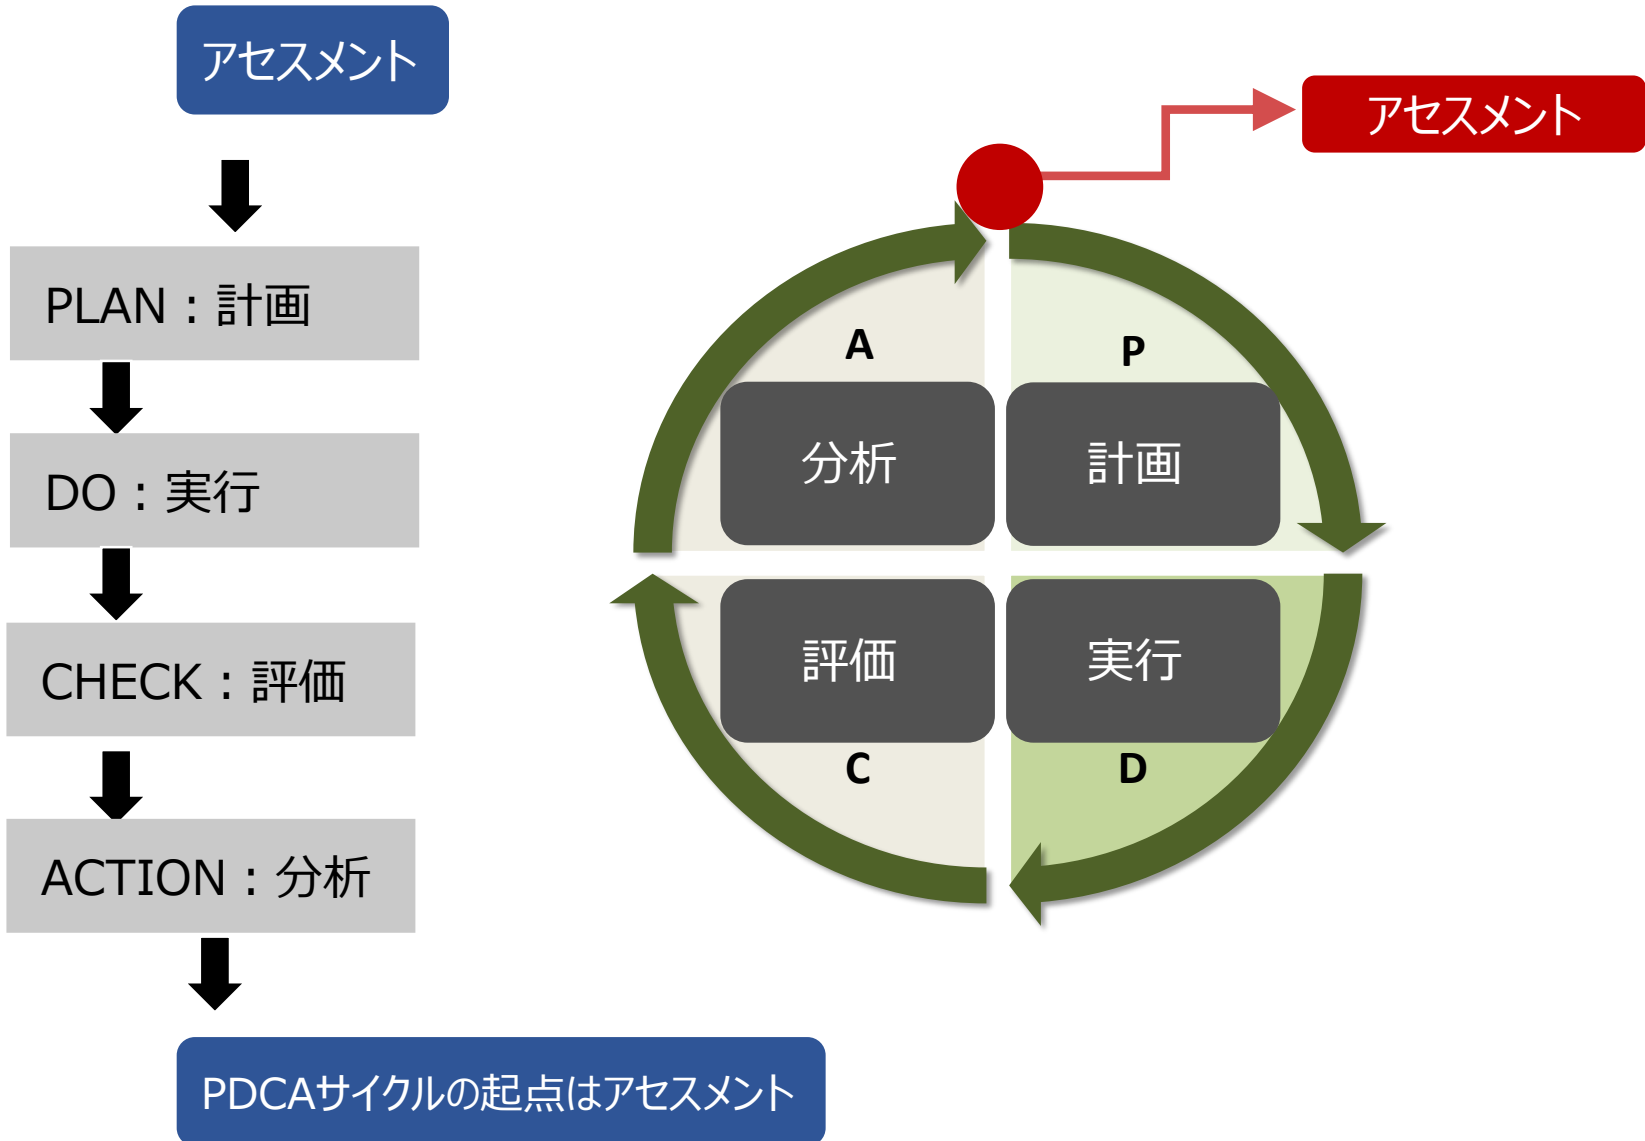 アセスメント
PLAN：計画
DO：実行
CHECK：評価
ACTION：分析
PDCAサイクルの起点はアセスメント
アセスメント
A
P
分析
計画
評価
実行
C
D